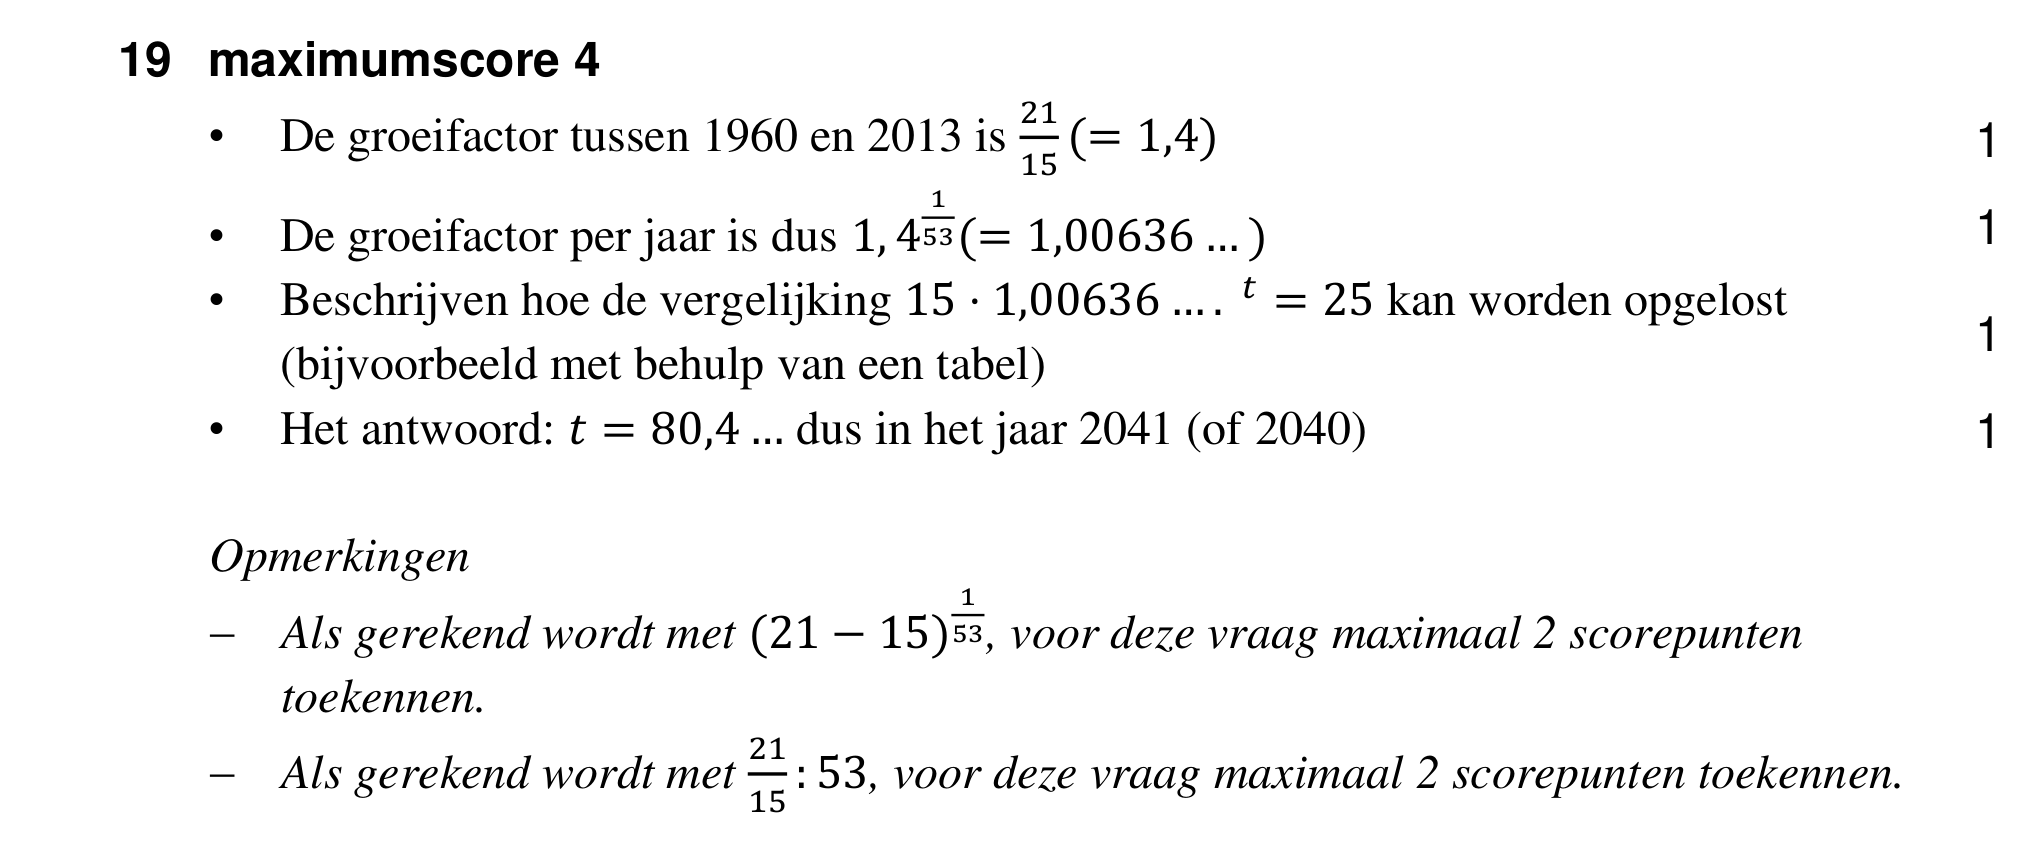 19 maximumscore 4
• De groeifactor tussen 1960 en 2013 is 21/15 (= 1,4) 1
• De groeifactor per jaar is dus 1,4^(1/53) (= 1,00636 … ) 1
• Beschrijven hoe de vergelijking 15 · 1,00636 … . ^t = 25 kan worden opgelost
(bijvoorbeeld met behulp van een tabel) 1
• Het antwoord: t = 80,4 … dus in het jaar 2041 (of 2040) 1
Opmerkingen
– Als gerekend wordt met (21 − 15)^(1/53), voor deze vraag maximaal 2 scorepunten
toekennen.
– Als gerekend wordt met 21/15 : 53, voor deze vraag maximaal 2 scorepunten toekennen.